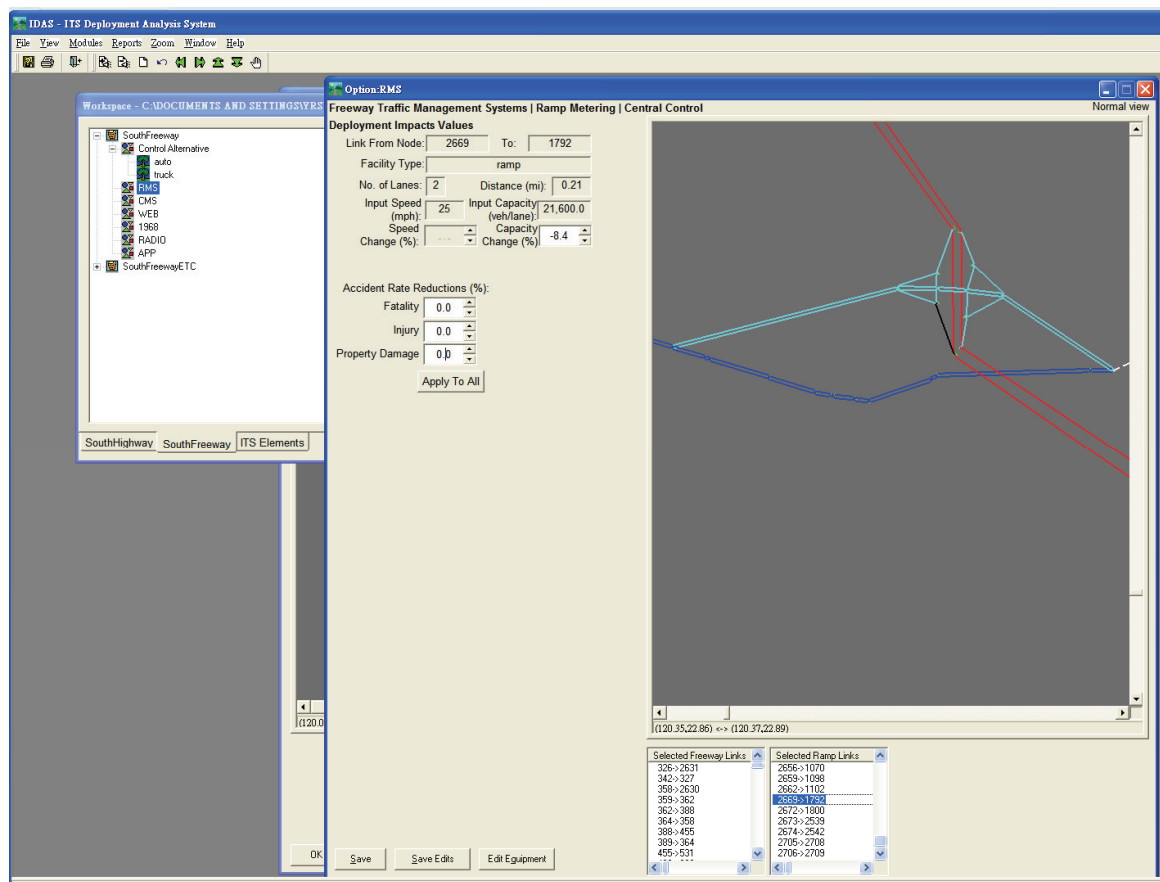 IDAS - ITS Deployment Analysis System
File View Modules Reports Zoom Window Help
Workspace - C:\DOCUMENTS AND SETTINGS\YRS
SouthFreeway
Control Alternative
auto
truck
RMS
CMS
WEB
1968
RADIO
APP
SouthFreewayETC
SouthHighway SouthFreeway ITS Elements
(120.0
OK
Option:RMS
Freeway Traffic Management Systems | Ramp Metering | Central Control
Normal view
Deployment Impacts Values
Link From Node: 2669 To: 1792
Facility Type: ramp
No. of Lanes: 2 Distance (mi): 0.21
Input Speed (mph): 25 Input Capacity (veh/lane): 21,600.0
Speed Change (%): ... Capacity Change (%) -8.4
Accident Rate Reductions (%):
Fatality 0.0
Injury 0.0
Property Damage 0.0
Apply To All
(120.35,22.86) <-> (120.37,22.89)
Selected Freeway Links
326->2631
342->327
358->2630
359->362
362->388
364->358
388->455
389->364
455->531
Selected Ramp Links
2656->1070
2659->1098
2662->1102
2669->1792
2672->1800
2673->2539
2674->2542
2705->2708
2706->2709
Save Save Edits Edit Equipment